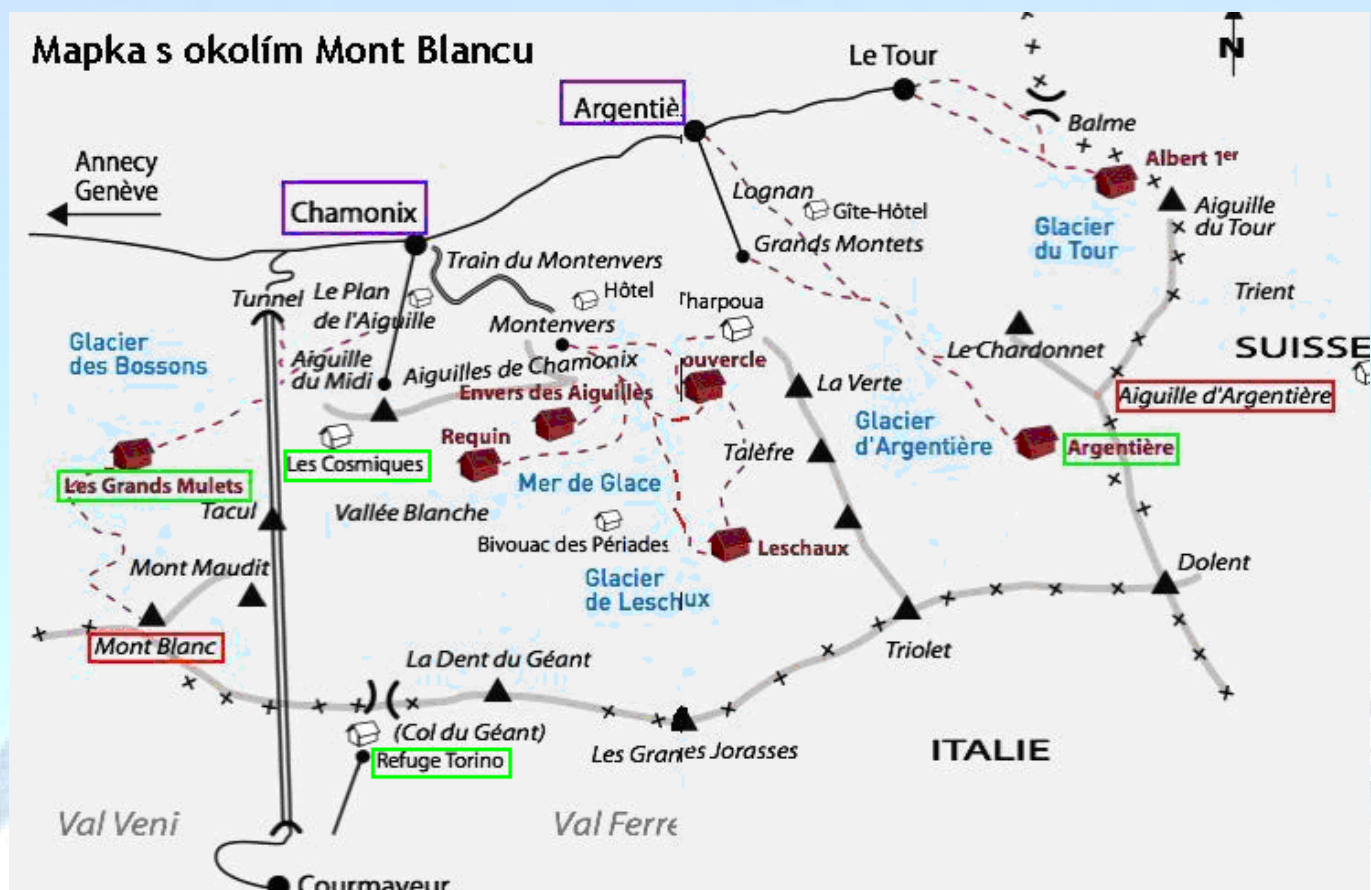 Mapka s okolím Mont Blancu
Le Tour
N
Argentiè
Balme
Annecy
Genève
Albert 1er
Lognan
Chamonix
Gîte-Hôtel
Aiguille
du Tour
Glacier
du Tour
Grands Montets
Train du Montenvers
Trient
Tunnel
Le Plan
de l'Aiguille
Hôtel
Montenvers
Glacier
des Bossons
SUISSE
Le Chardonnet
Aiguille
du Midi
Aiguilles de Chamonix
ouvercle
La Verte
Aiguille d'Argentière
Envers des Aiguilles
Glacier
d'Argentière
Requin
Argentière
Talèfre
Les Cosmiques
Les Grands Mulets
Mer de Glace
Tacul
Vallée Blanche
Bivouac des Périades
Leschaux
Mont Maudit
Glacier
de Leschux
Dolent
Mont Blanc
La Dent du Géant
Triolet
(Col du Géant)
Les Gran es Jorasses
ITALIE
Refuge Torino
Val Veni
Val Ferre
Courmayeur